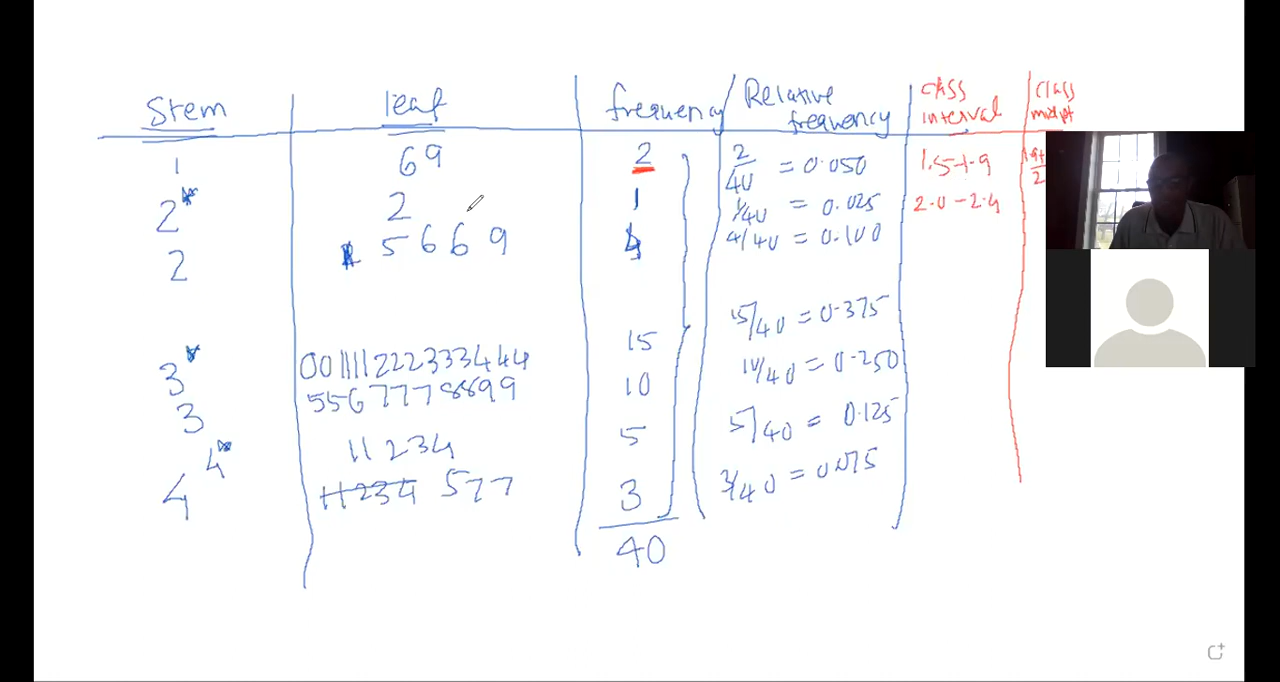 Stem leaf frequency Relative frequency class interval class midpt
1 69 2 2/40 = 0.050 1.5-1.9
2* 2 1 1/40 = 0.025 2.0-2.4
2 5669 4 4/40 = 0.100
3* 001111222333444 15 15/40 = 0.375
3 5567778899 10 10/40 = 0.250
4* 11234 5 5/40 = 0.125
4 11234 577 3 3/40 = 0.075
40